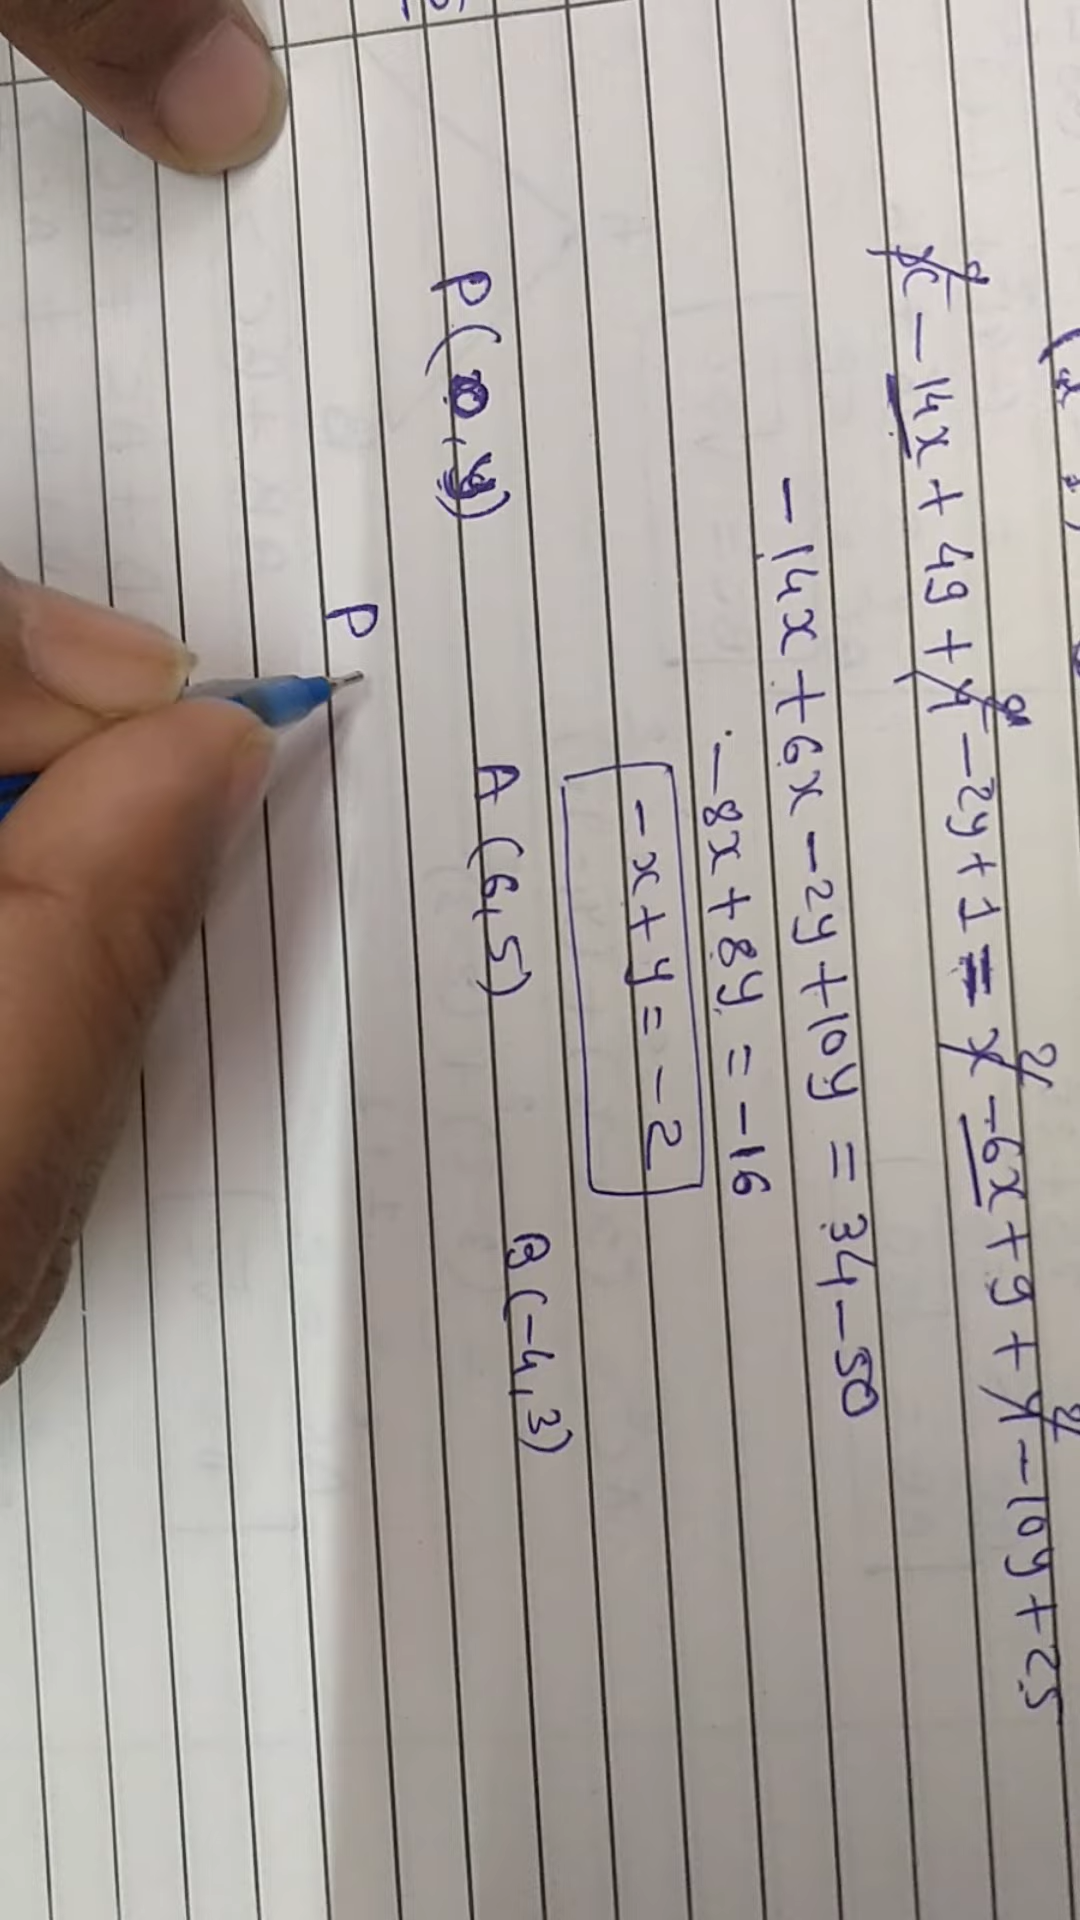 x² - 14x + 49 + y² - 2y + 1 = x² - 6x + 9 + y² - 10y + 25
- 14x + 6x - 2y + 10y = 34 - 50
- 8x + 8y = -16
- x + y = - 2
P(0, y) A (6, 5) B (-4, 3)
P